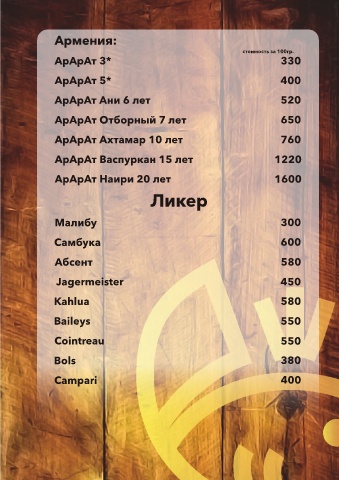 Армения:
стоимость за 100гр.
АрАрАт 3* 330
АрАрАт 5* 400
АрАрАт Ани 6 лет 520
АрАрАт Отборный 7 лет 650
АрАрАт Ахтамар 10 лет 760
АрАрАт Васпуркан 15 лет 1220
АрАрАт Наири 20 лет 1600
Ликер
Малибу 300
Самбука 600
Абсент 580
Jagermeister 450
Kahlua 580
Baileys 550
Cointreau 550
Bols 380
Campari 400